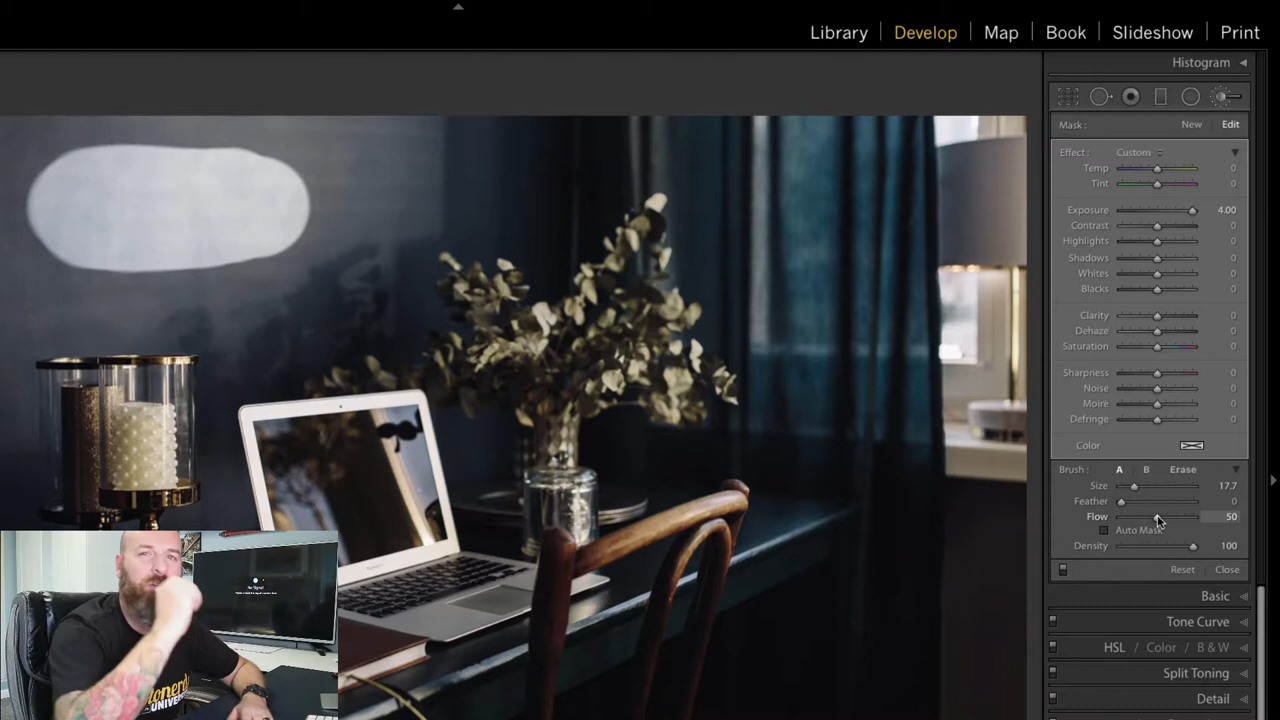 Library | Develop | Map | Book | Slideshow | Print
Histogram
Mask : New Edit
Effect : Custom
Temp 0
Tint 0
Exposure 4.00
Contrast 0
Highlights 0
Shadows 0
Whites 0
Blacks 0
Clarity 0
Dehaze 0
Saturation 0
Sharpness 0
Noise 0
Moire 0
Defringe 0
Color
Brush : A B Erase
Size 17.7
Feather 0
Flow 50
Auto Mask
Density 100
Reset Close
Basic
Tone Curve
HSL / Color / B & W
Split Toning
Detail